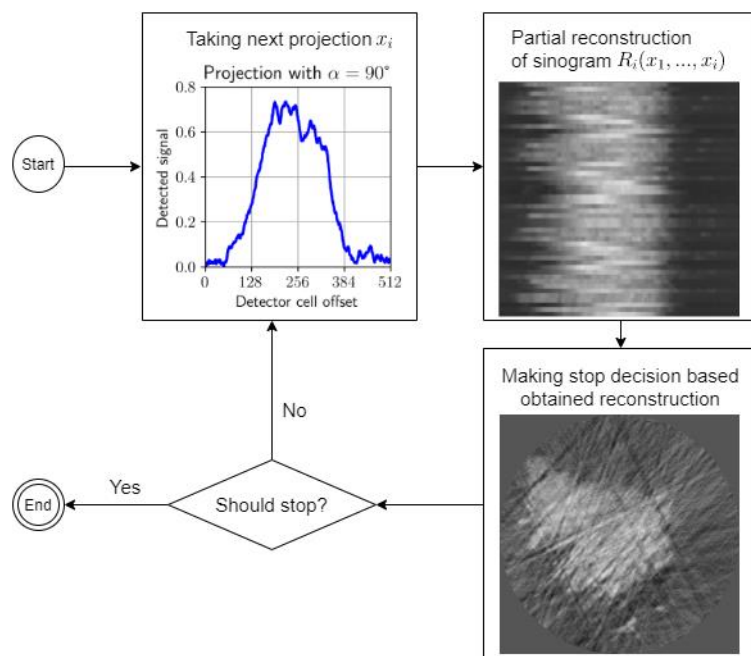 Start
Taking next projection x_i
Projection with α = 90°
Detected signal
0.8
0.6
0.4
0.2
0.0
0 128 256 384 512
Detector cell offset
Partial reconstruction
of sinogram R_i(x_1, ..., x_i)
Making stop decision based
obtained reconstruction
Should stop?
No
Yes
End